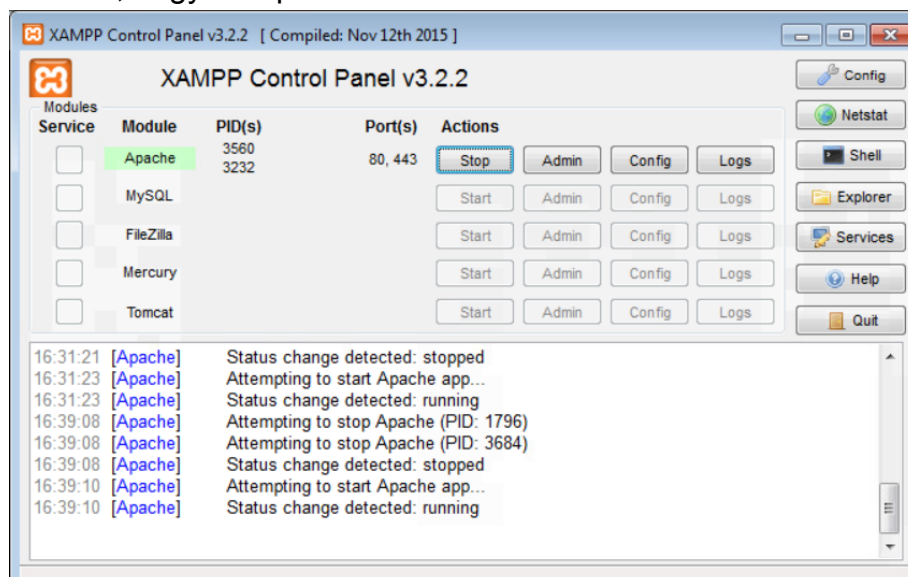 XAMPP Control Panel v3.2.2 [ Compiled: Nov 12th 2015 ]
XAMPP Control Panel v3.2.2
Config
Netstat
Shell
Explorer
Services
Help
Quit
Modules
Service Module PID(s) Port(s) Actions
Apache 3560 3232 80, 443 Stop Admin Config Logs
MySQL Start Admin Config Logs
FileZilla Start Admin Config Logs
Mercury Start Admin Config Logs
Tomcat Start Admin Config Logs
16:31:21 [Apache] Status change detected: stopped
16:31:23 [Apache] Attempting to start Apache app...
16:31:23 [Apache] Status change detected: running
16:39:08 [Apache] Attempting to stop Apache (PID: 1796)
16:39:08 [Apache] Attempting to stop Apache (PID: 3684)
16:39:08 [Apache] Status change detected: stopped
16:39:10 [Apache] Attempting to start Apache app...
16:39:10 [Apache] Status change detected: running